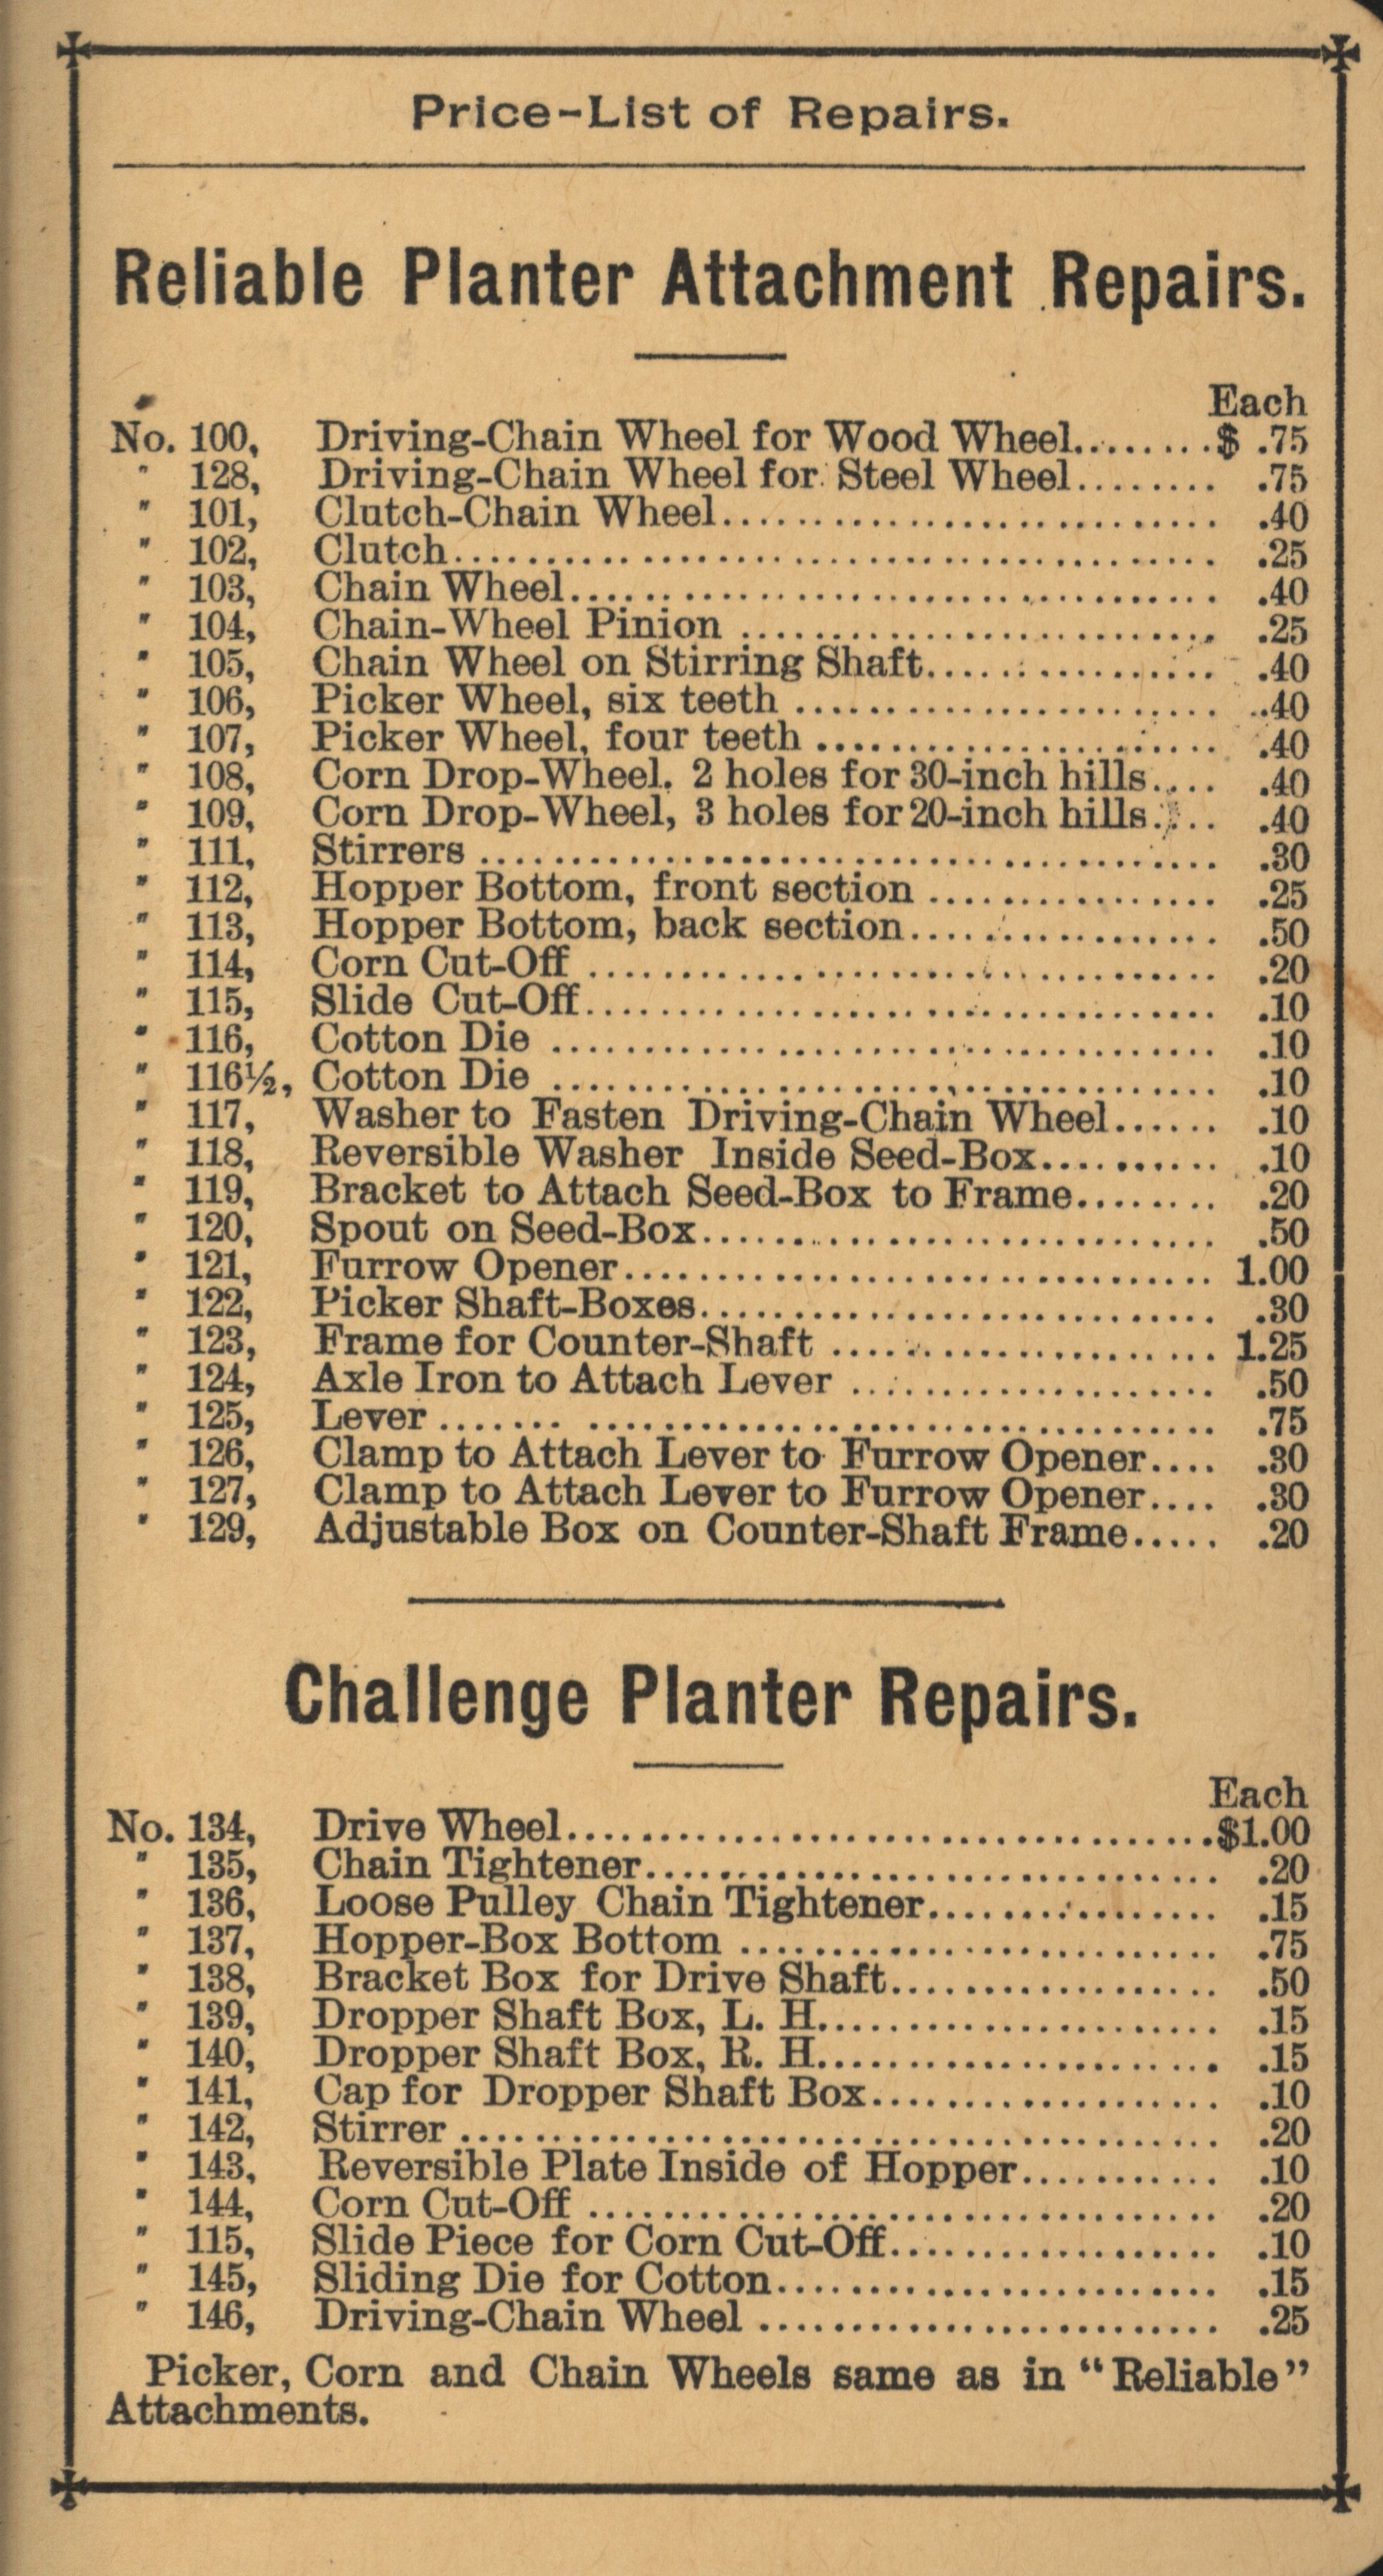 Price-List of Repairs.
Reliable Planter Attachment Repairs.
Each
No. 100, Driving-Chain Wheel for Wood Wheel........$ .75
" 128, Driving-Chain Wheel for Steel Wheel........ .75
" 101, Clutch-Chain Wheel........................... .40
" 102, Clutch.......................................... .25
" 103, Chain Wheel................................... .40
" 104, Chain-Wheel Pinion .......................... .25
" 105, Chain Wheel on Stirring Shaft................ .40
" 106, Picker Wheel, six teeth ....................... .40
" 107, Picker Wheel, four teeth ...................... .40
" 108, Corn Drop-Wheel. 2 holes for 30-inch hills.... .40
" 109, Corn Drop-Wheel, 3 holes for 20-inch hills.... .40
" 111, Stirrers ........................................ .30
" 112, Hopper Bottom, front section ................ .25
" 113, Hopper Bottom, back section................. .50
" 114, Corn Cut-Off .................................. .20
" 115, Slide Cut-Off.................................. .10
" 116, Cotton Die .................................... .10
" 116½, Cotton Die .................................... .10
" 117, Washer to Fasten Driving-Chain Wheel...... .10
" 118, Reversible Washer Inside Seed-Box.......... .10
" 119, Bracket to Attach Seed-Box to Frame........ .20
" 120, Spout on Seed-Box............................ .50
" 121, Furrow Opener................................ 1.00
" 122, Picker Shaft-Boxes............................ .30
" 123, Frame for Counter-Shaft ..................... 1.25
" 124, Axle Iron to Attach Lever .................... .50
" 125, Lever ....... .................................. .75
" 126, Clamp to Attach Lever to Furrow Opener.... .30
" 127, Clamp to Attach Lever to Furrow Opener.... .30
" 129, Adjustable Box on Counter-Shaft Frame..... .20
Challenge Planter Repairs.
Each
No. 134, Drive Wheel...................................$1.00
" 135, Chain Tightener............................... .20
" 136, Loose Pulley Chain Tightener................ .15
" 137, Hopper-Box Bottom .......................... .75
" 138, Bracket Box for Drive Shaft.................. .50
" 139, Dropper Shaft Box, L. H...................... .15
" 140, Dropper Shaft Box, R. H...................... .15
" 141, Cap for Dropper Shaft Box................... .10
" 142, Stirrer ......................................... .20
" 143, Reversible Plate Inside of Hopper........... .10
" 144, Corn Cut-Off .................................. .20
" 115, Slide Piece for Corn Cut-Off.................. .10
" 145, Sliding Die for Cotton........................ .15
" 146, Driving-Chain Wheel ......................... .25
Picker, Corn and Chain Wheels same as in “Reliable”
Attachments.